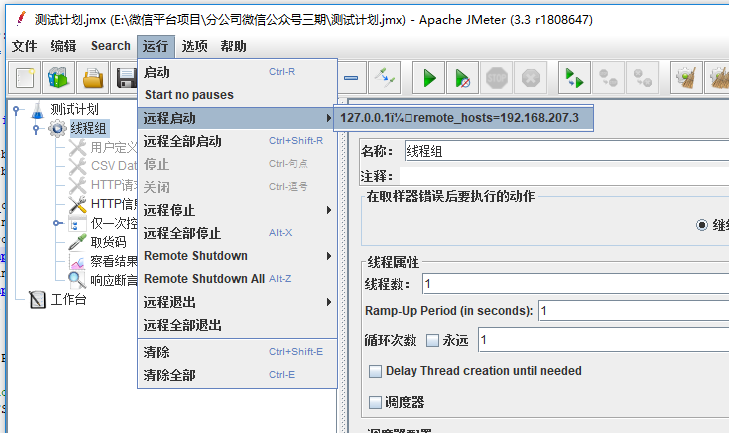 测试计划.jmx (E:\微信平台项目\分公司微信公众号三期\测试计划.jmx) - Apache JMeter (3.3 r1808647)
文件 编辑 Search 运行 选项 帮助
启动 Ctrl-R
Start no pauses
远程启动
127.0.0.1ï¼remote_hosts=192.168.207.3
远程全部启动 Ctrl+Shift-R
停止 Ctrl-句点
关闭 Ctrl-逗号
远程停止
远程全部停止 Alt-X
Remote Shutdown
Remote Shutdown All Alt-Z
远程退出
远程全部退出
清除 Ctrl+Shift-E
清除全部 Ctrl-E
测试计划
线程组
用户定义
CSV Dat
HTTP请求
HTTP信息
仅一次控
取货码
察看结果
响应断言
工作台
名称： 线程组
注释：
在取样器错误后要执行的动作
继续
线程属性
线程数： 1
Ramp-Up Period (in seconds): 1
循环次数 永远 1
Delay Thread creation until needed
调度器
调度器配置